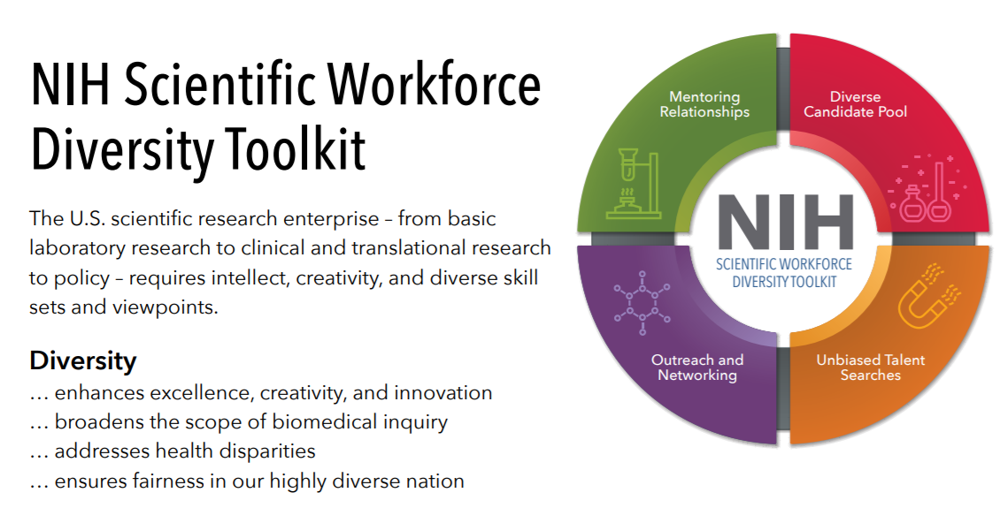 NIH Scientific Workforce
Diversity Toolkit
The U.S. scientific research enterprise – from basic
laboratory research to clinical and translational research
to policy – requires intellect, creativity, and diverse skill
sets and viewpoints.
Diversity
… enhances excellence, creativity, and innovation
… broadens the scope of biomedical inquiry
… addresses health disparities
… ensures fairness in our highly diverse nation
Mentoring
Relationships
Diverse
Candidate Pool
NIH
SCIENTIFIC WORKFORCE
DIVERSITY TOOLKIT
Outreach and
Networking
Unbiased Talent
Searches